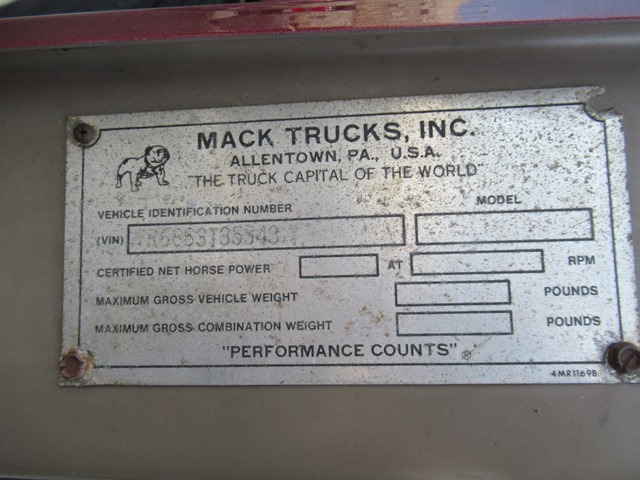 MACK TRUCKS, INC.
ALLENTOWN, PA., U.S.A.
"THE TRUCK CAPITAL OF THE WORLD"
VEHICLE IDENTIFICATION NUMBER MODEL
(VIN)
CERTIFIED NET HORSE POWER AT RPM
MAXIMUM GROSS VEHICLE WEIGHT POUNDS
MAXIMUM GROSS COMBINATION WEIGHT POUNDS
"PERFORMANCE COUNTS" ®
4MR1169B